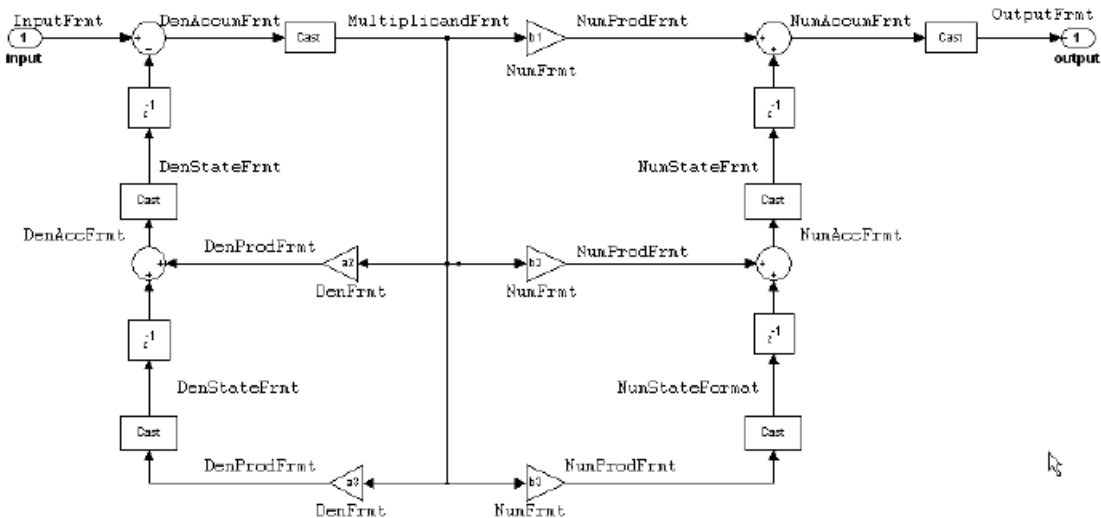 InputFrmt
DenAccumFrmt
MultiplicandFrmt
NumProdFrmt
NumAccumFrmt
OutputFrmt
1
Cast
b1
Cast
1
input
NumFrmt
output
z-1
z-1
DenStateFrmt
NumStateFrmt
Cast
Cast
DenAccFrmt
DenProdFrmt
NumProdFrmt
NumAccFrmt
a2
DenFrmt
NumFrmt
z-1
z-1
DenStateFrmt
NumStateFormat
Cast
Cast
DenProdFrmt
NumProdFrmt
a3
b3
DenFrmt
NumFrmt